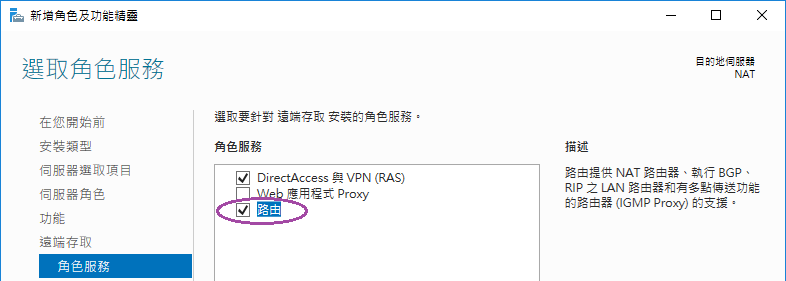 新增角色及功能精靈
選取角色服務
目的地伺服器
NAT
在您開始前
安裝類型
伺服器選取項目
伺服器角色
功能
遠端存取
角色服務
選取要針對 遠端存取 安裝的角色服務。
角色服務
DirectAccess 與 VPN (RAS)
Web 應用程式 Proxy
路由
描述
路由提供 NAT 路由器、執行 BGP、
RIP 之 LAN 路由器和有多點傳送功能
的路由器 (IGMP Proxy) 的支援。